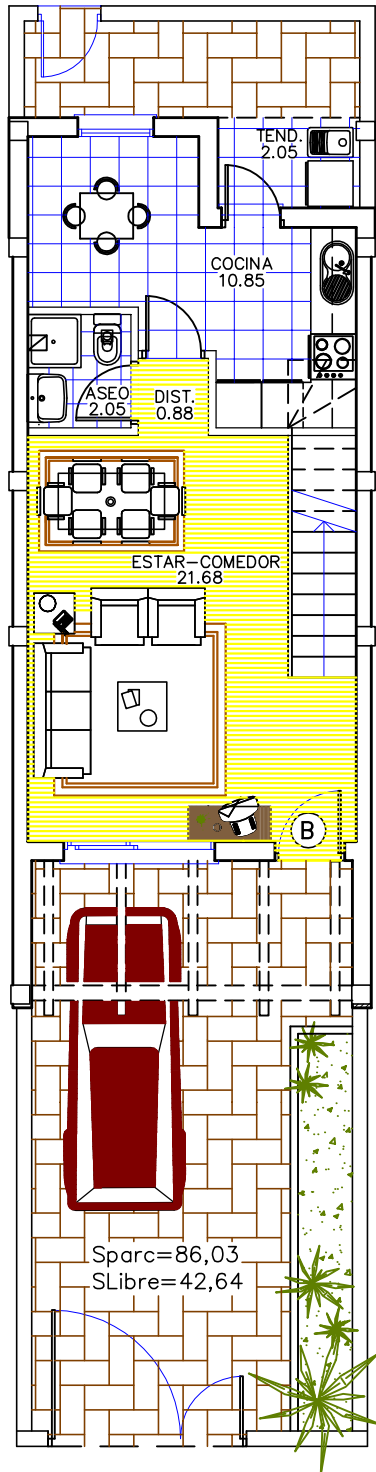 TEND.
2.05
COCINA
10.85
ASEO
2.05
DIST.
0.88
ESTAR-COMEDOR
21.68
B
Sparc=86,03
SLibre=42,64